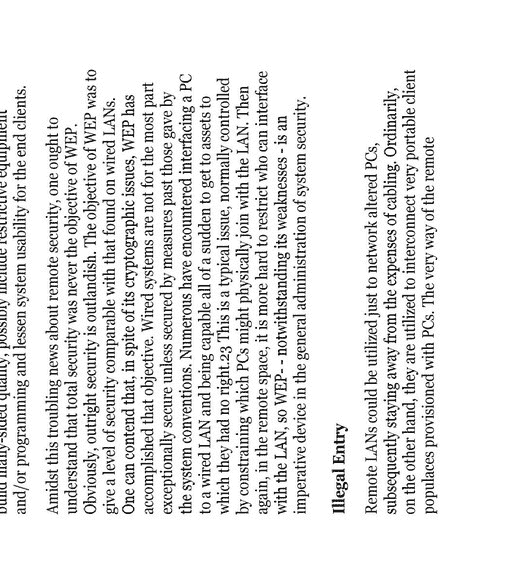 build many-sided quality, possibly include restrictive equipment
and/or programming and lessen system usability for the end clients.
Amidst this troubling news about remote security, one ought to
understand that total security was never the objective of WEP.
Obviously, outright security is outlandish. The objective of WEP was to
give a level of security comparable with that found on wired LANs.
One can contend that, in spite of its cryptographic issues, WEP has
accomplished that objective. Wired systems are not for the most part
exceptionally secure unless secured by measures past those gave by
the system conventions. Numerous have encountered interfacing a PC
to a wired LAN and being capable all of a sudden to get to assets to
which they had no right.23 This is a typical issue, normally controlled
by constraining which PCs might physically join with the LAN. Then
again, in the remote space, it is more hard to restrict who can interface
with the LAN, so WEP- - notwithstanding its weaknesses - is an
imperative device in the general administration of system security.
Illegal Entry
Remote LANs could be utilized just to network altered PCs,
subsequently staying away from the expenses of cabling. Ordinarily,
on the other hand, they are utilized to interconnect very portable client
populaces provisioned with PCs. The very way of the remote